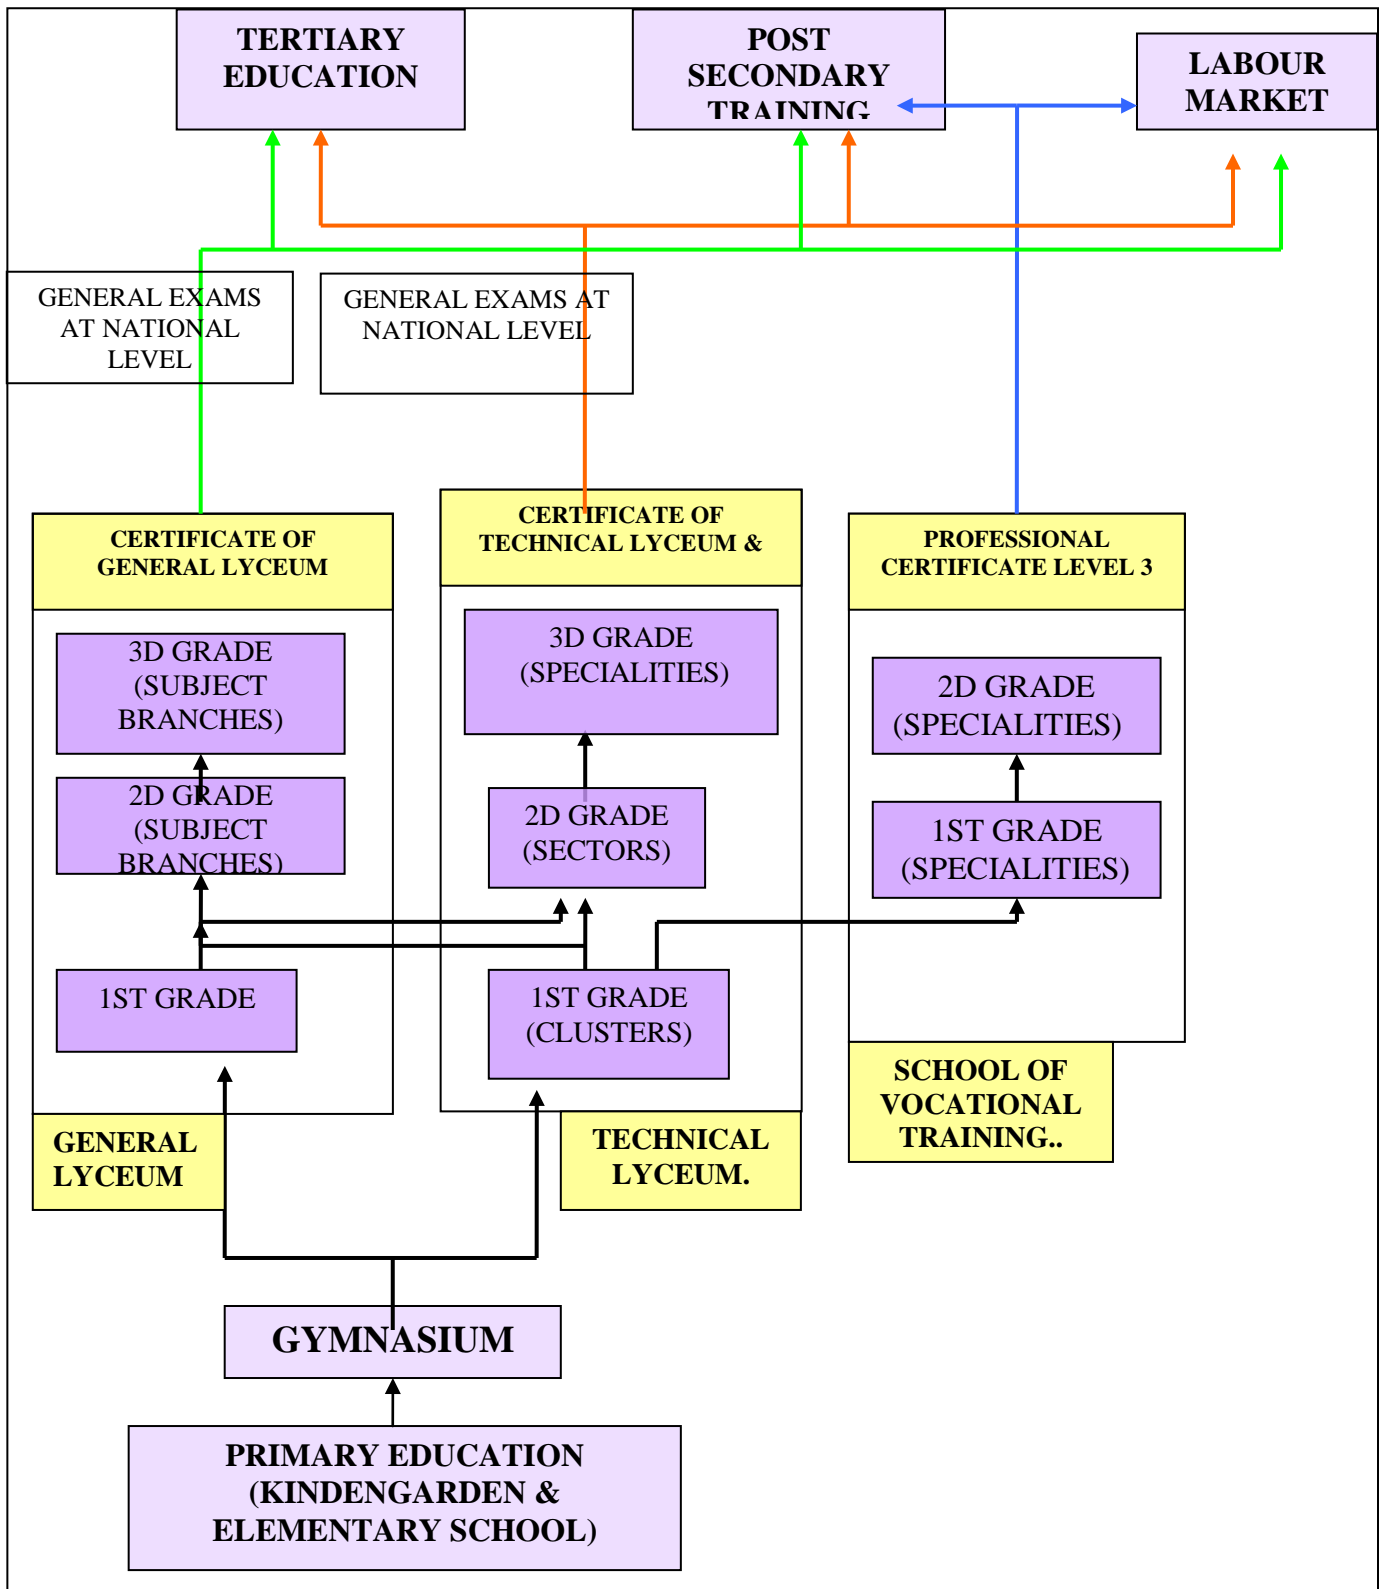 TERTIARY
EDUCATION
POST
SECONDARY
TRAINING
LABOUR
MARKET
GENERAL EXAMS
AT NATIONAL
LEVEL
GENERAL EXAMS AT
NATIONAL LEVEL
CERTIFICATE OF
GENERAL LYCEUM
CERTIFICATE OF
TECHNICAL LYCEUM &
PROFESSIONAL
CERTIFICATE LEVEL 3
3D GRADE
(SUBJECT
BRANCHES)
3D GRADE
(SPECIALITIES)
2D GRADE
(SPECIALITIES)
2D GRADE
(SUBJECT
BRANCHES)
2D GRADE
(SECTORS)
1ST GRADE
(SPECIALITIES)
1ST GRADE
1ST GRADE
(CLUSTERS)
SCHOOL OF
VOCATIONAL
TRAINING..
GENERAL
LYCEUM
TECHNICAL
LYCEUM.
GYMNASIUM
PRIMARY EDUCATION
(KINDENGARDEN &
ELEMENTARY SCHOOL)